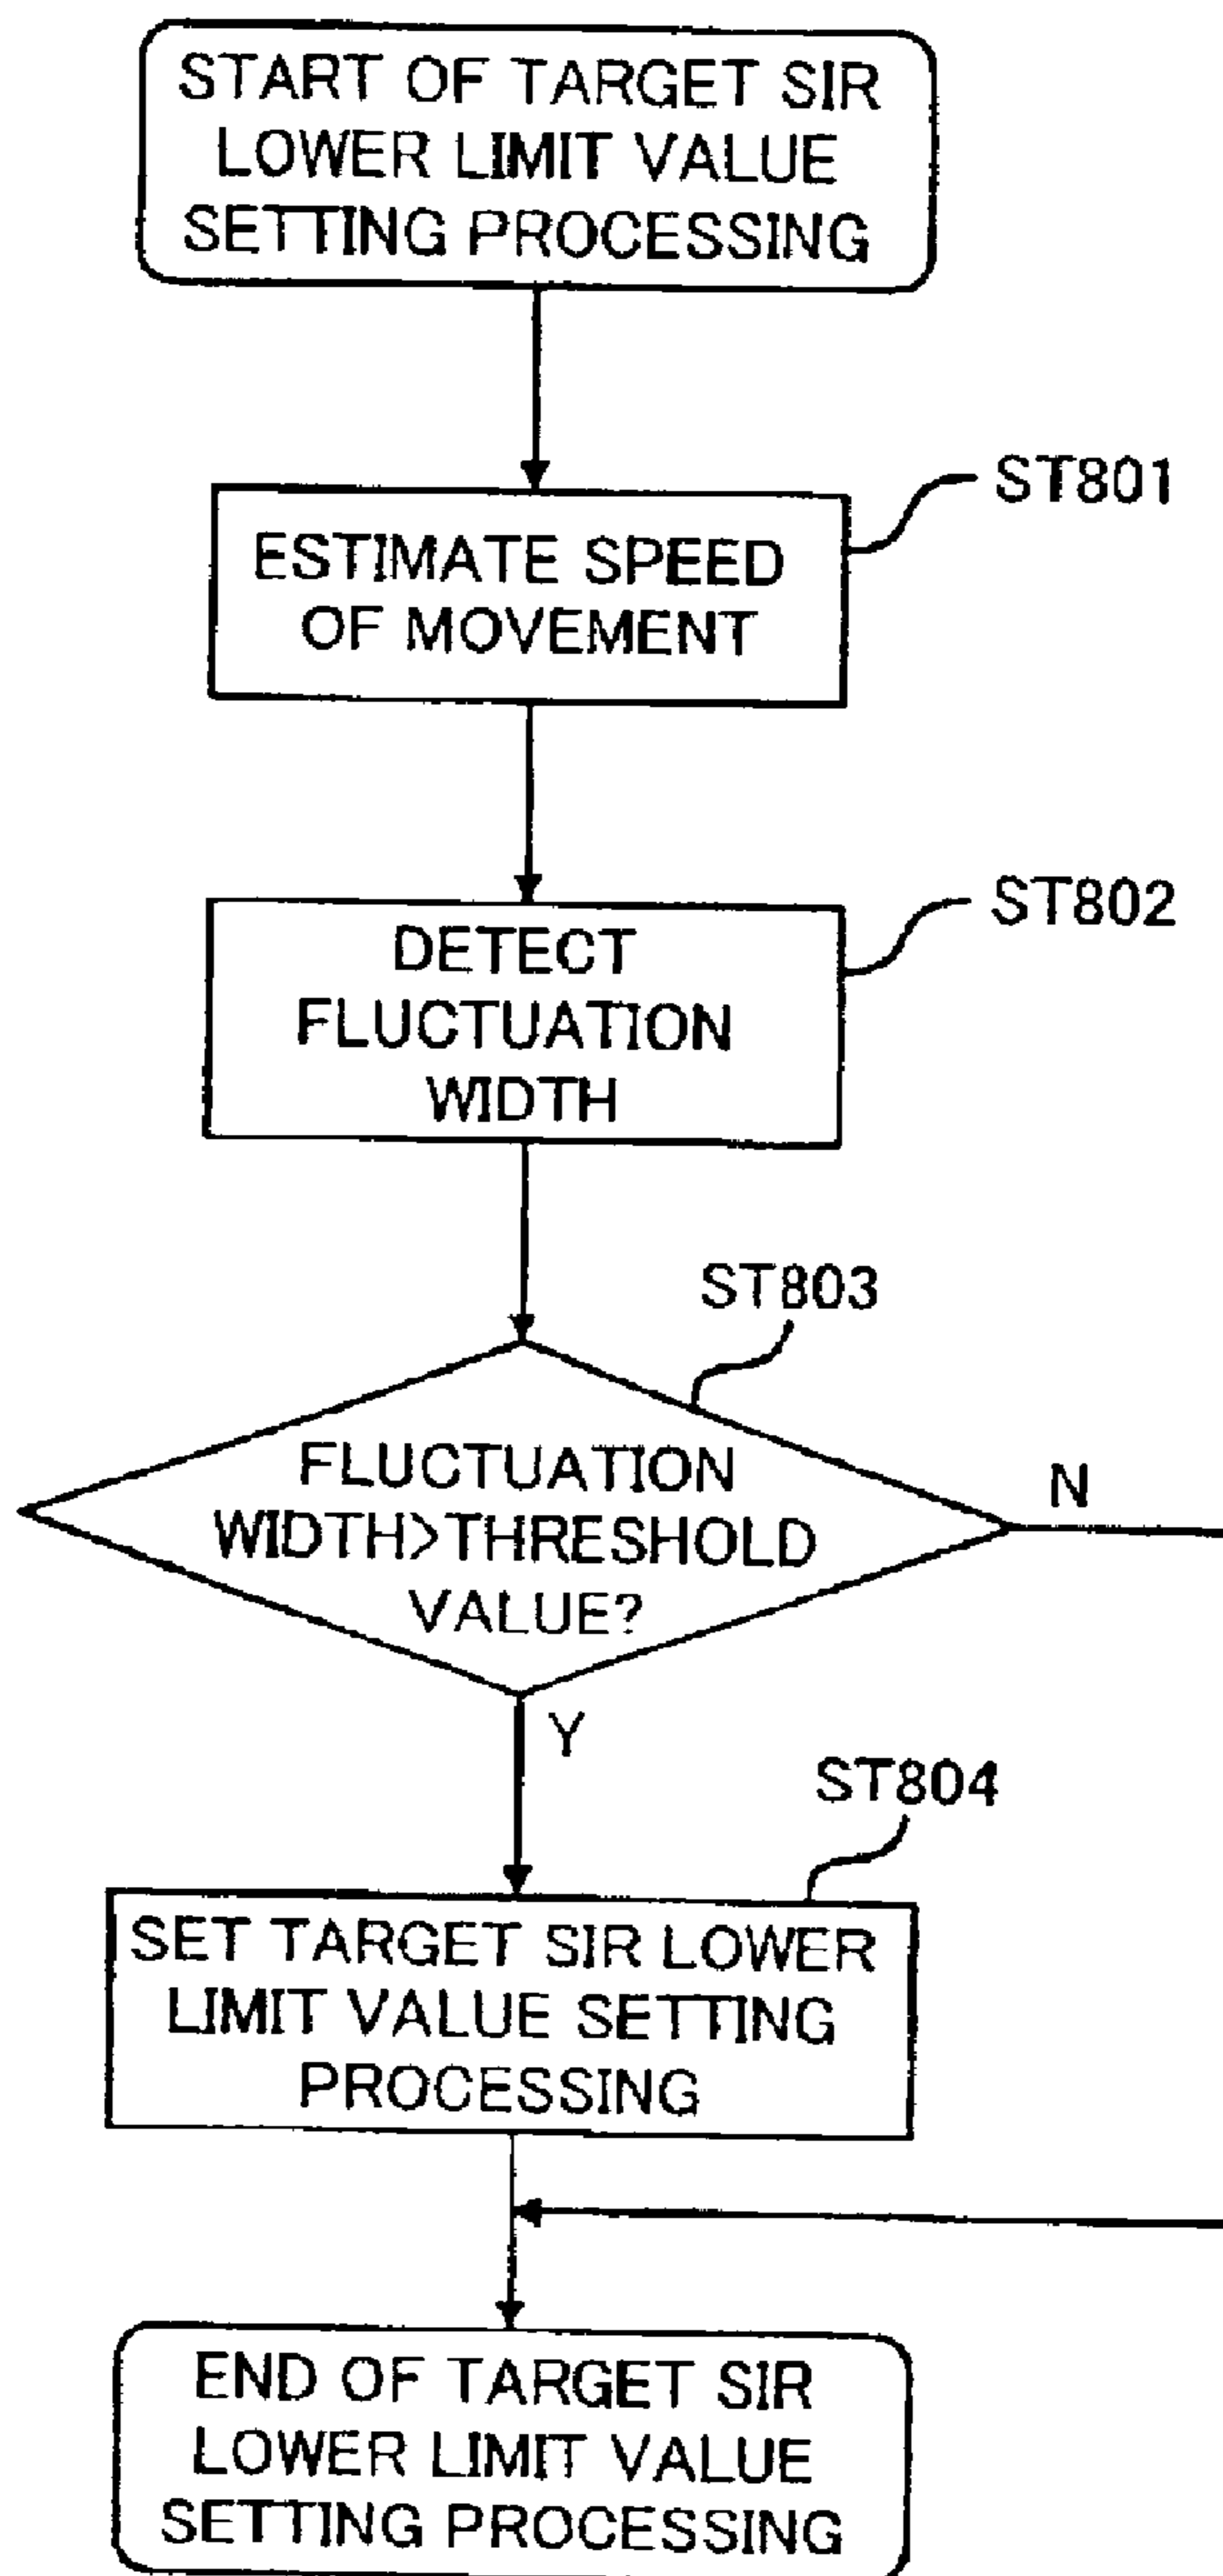 START OF TARGET SIR
LOWER LIMIT VALUE
SETTING PROCESSING
ST801
ESTIMATE SPEED
OF MOVEMENT
ST802
DETECT
FLUCTUATION
WIDTH
ST803
FLUCTUATION
WIDTH>THRESHOLD
VALUE?
N
Y
ST804
SET TARGET SIR LOWER
LIMIT VALUE SETTING
PROCESSING
END OF TARGET SIR
LOWER LIMIT VALUE
SETTING PROCESSING